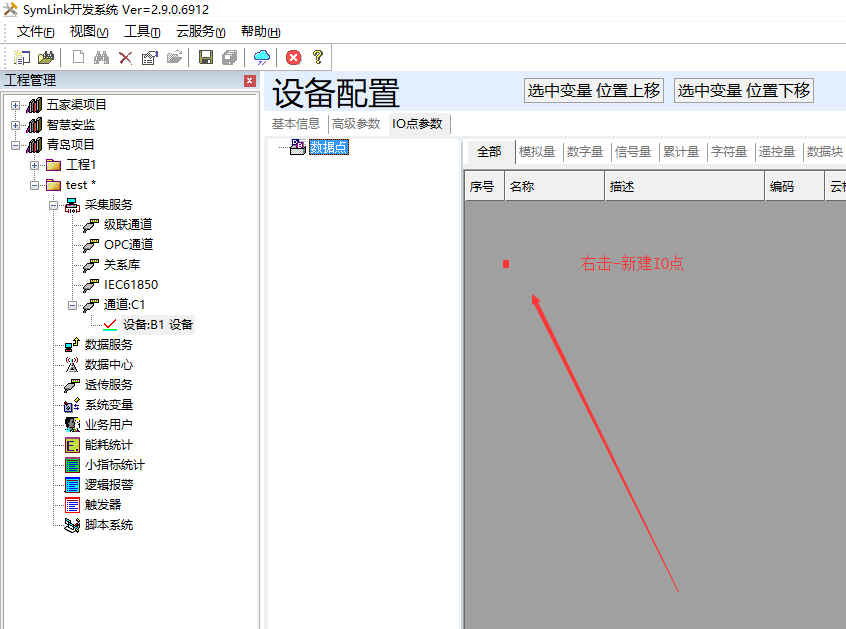 SymLink开发系统 Ver=2.9.0.6912
文件(F) 视图(V) 工具(T) 云服务(Y) 帮助(H)
工程管理
五家渠项目
智慧安监
青岛项目
工程1
test *
采集服务
级联通道
OPC通道
关系库
IEC61850
通道:C1
设备:B1 设备
数据服务
数据中心
透传服务
系统变量
业务用户
能耗统计
小指标统计
逻辑报警
触发器
脚本系统
设备配置
选中变量 位置上移 选中变量 位置下移
基本信息 高级参数 IO点参数
数据点
全部 模拟量 数字量 信号量 累计量 字符量 遥控量 数据块
序号 名称 描述 编码
右击-新建IO点